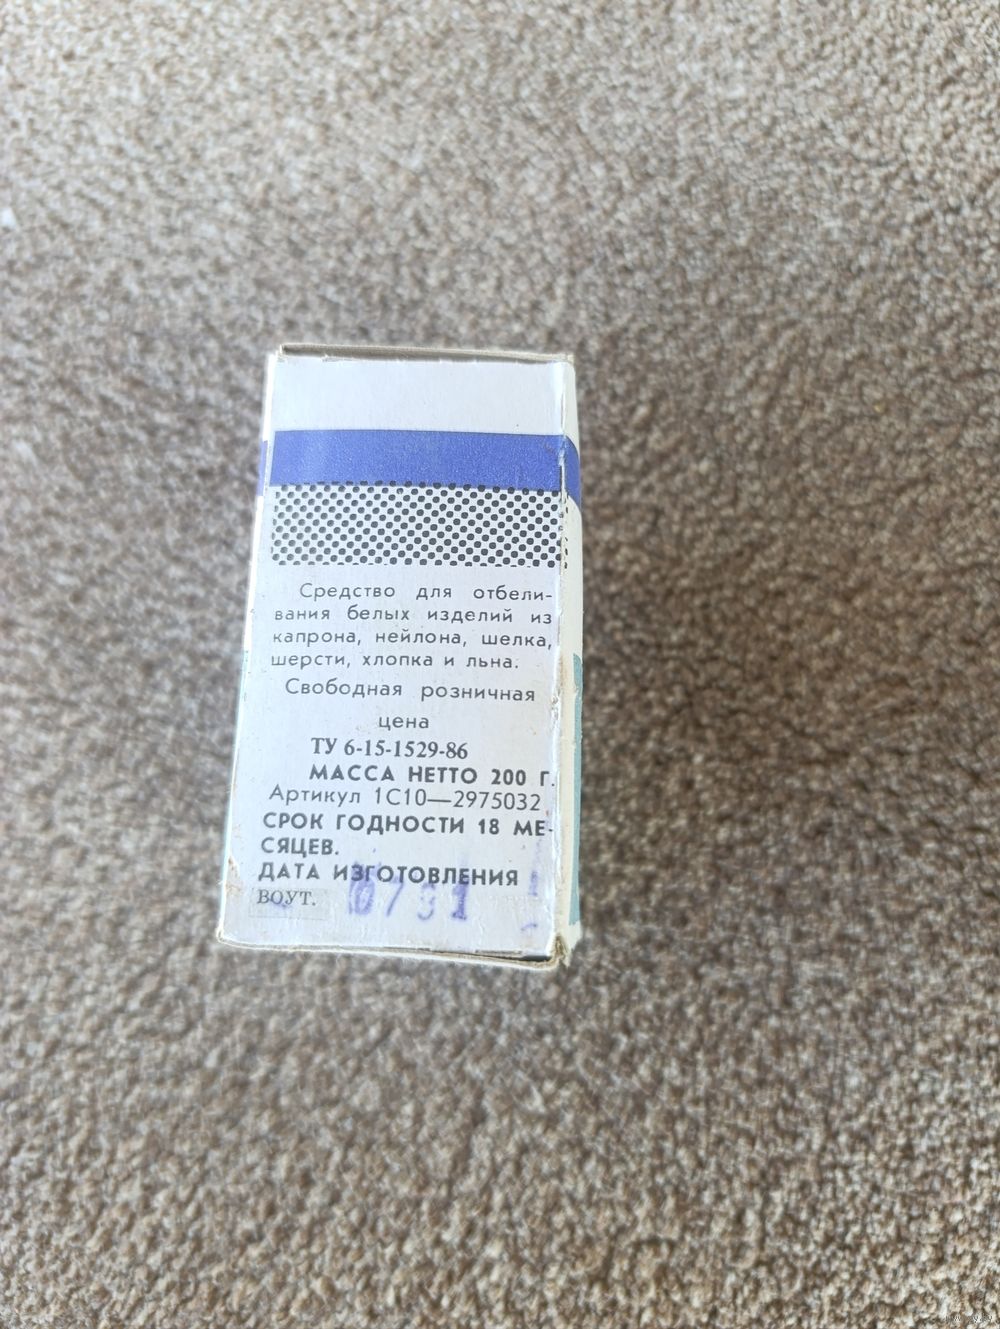 Средство для отбели-
вания белых изделий из
капрона, нейлона, шелка,
шерсти, хлопка и льна.
Свободная розничная
цена
ТУ 6-15-1529-86
МАССА НЕТТО 200 Г.
Артикул 1С10—2975032
СРОК ГОДНОСТИ 18 МЕ-
СЯЦЕВ.
ДАТА ИЗГОТОВЛЕНИЯ
ВОУТ.